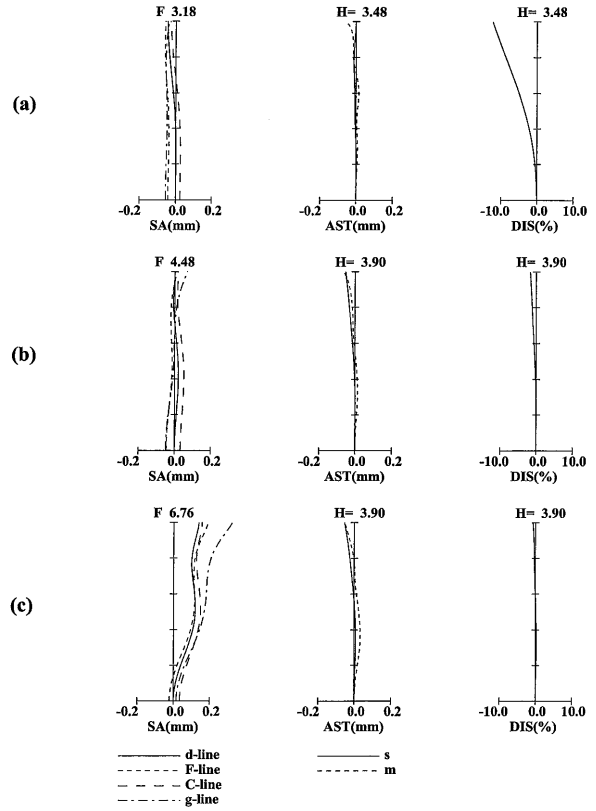 F 3.18 H= 3.48 H= 3.48
(a)
-0.2 0.0 0.2 -0.2 0.0 0.2 -10.0 10.0
SA(mm) AST(mm) DIS(%)
F 4.48 H= 3.90 H= 3.90
(b)
-0.2 0.0 0.2 -0.2 0.0 0.2 -10.0 0.0 10.0
SA(mm) AST(mm) DIS(%)
F 6.76 H= 3.90 H= 3.90
(c)
-0.2 0.0 0.2 -0.2 0.0 0.2 -10.0 0.0 10.0
SA(mm) AST(mm) DIS(%)
d-line s
F-line m
C-line
g-line